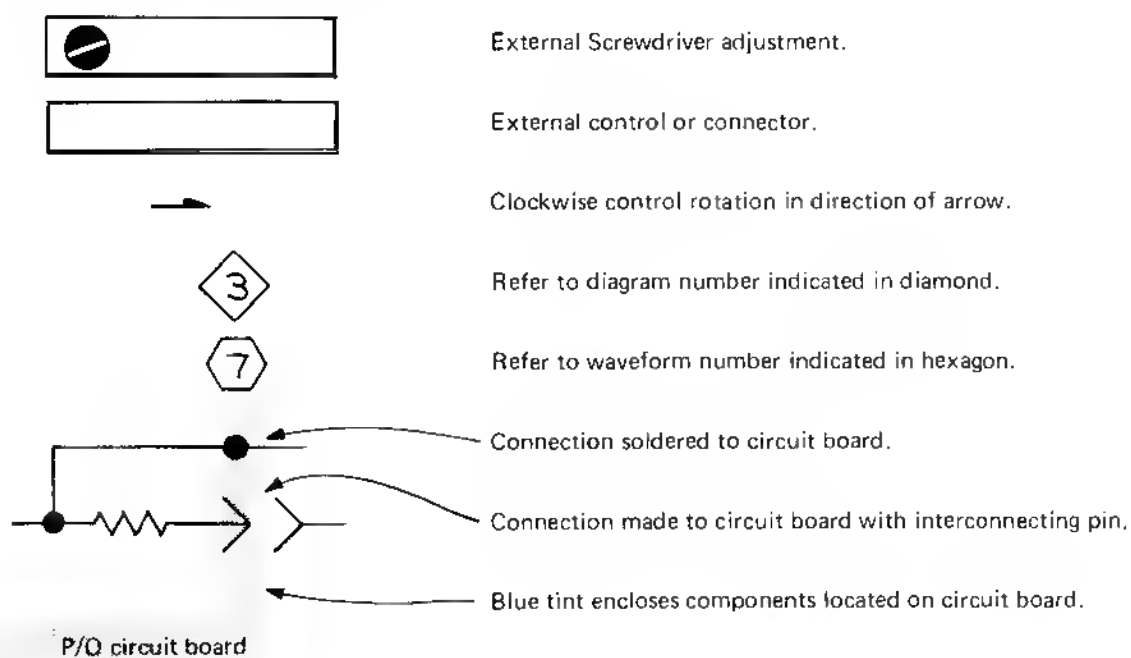 External Screwdriver adjustment.
External control or connector.
Clockwise control rotation in direction of arrow.
3
Refer to diagram number indicated in diamond.
7
Refer to waveform number indicated in hexagon.
Connection soldered to circuit board.
Connection made to circuit board with interconnecting pin.
Blue tint encloses components located on circuit board.
P/O circuit board